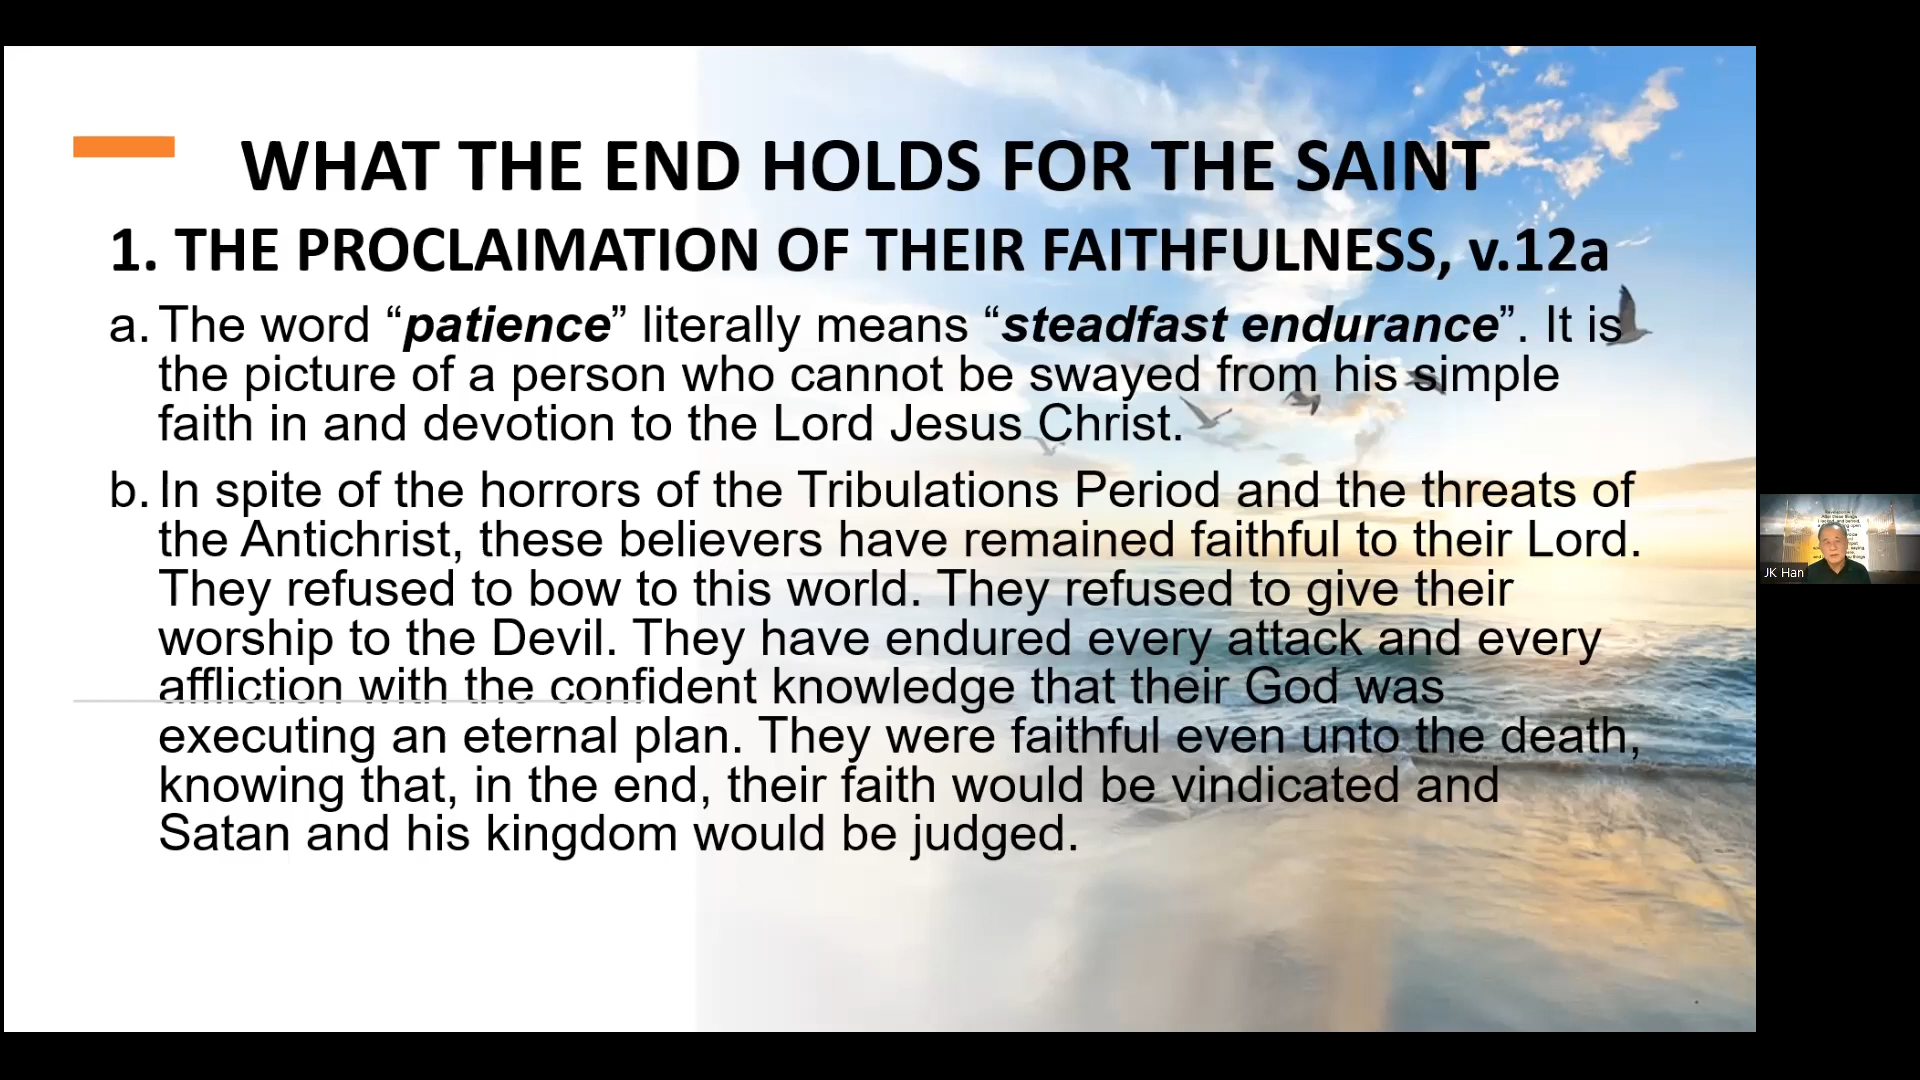 WHAT THE END HOLDS FOR THE SAINT
1. THE PROCLAIMATION OF THEIR FAITHFULNESS, v.12a
a. The word “patience” literally means “steadfast endurance”. It is
the picture of a person who cannot be swayed from his simple
faith in and devotion to the Lord Jesus Christ.
b. In spite of the horrors of the Tribulations Period and the threats of
the Antichrist, these believers have remained faithful to their Lord.
They refused to bow to this world. They refused to give their
worship to the Devil. They have endured every attack and every
affliction with the confident knowledge that their God was
executing an eternal plan. They were faithful even unto the death,
knowing that, in the end, their faith would be vindicated and
Satan and his kingdom would be judged.
JK Han